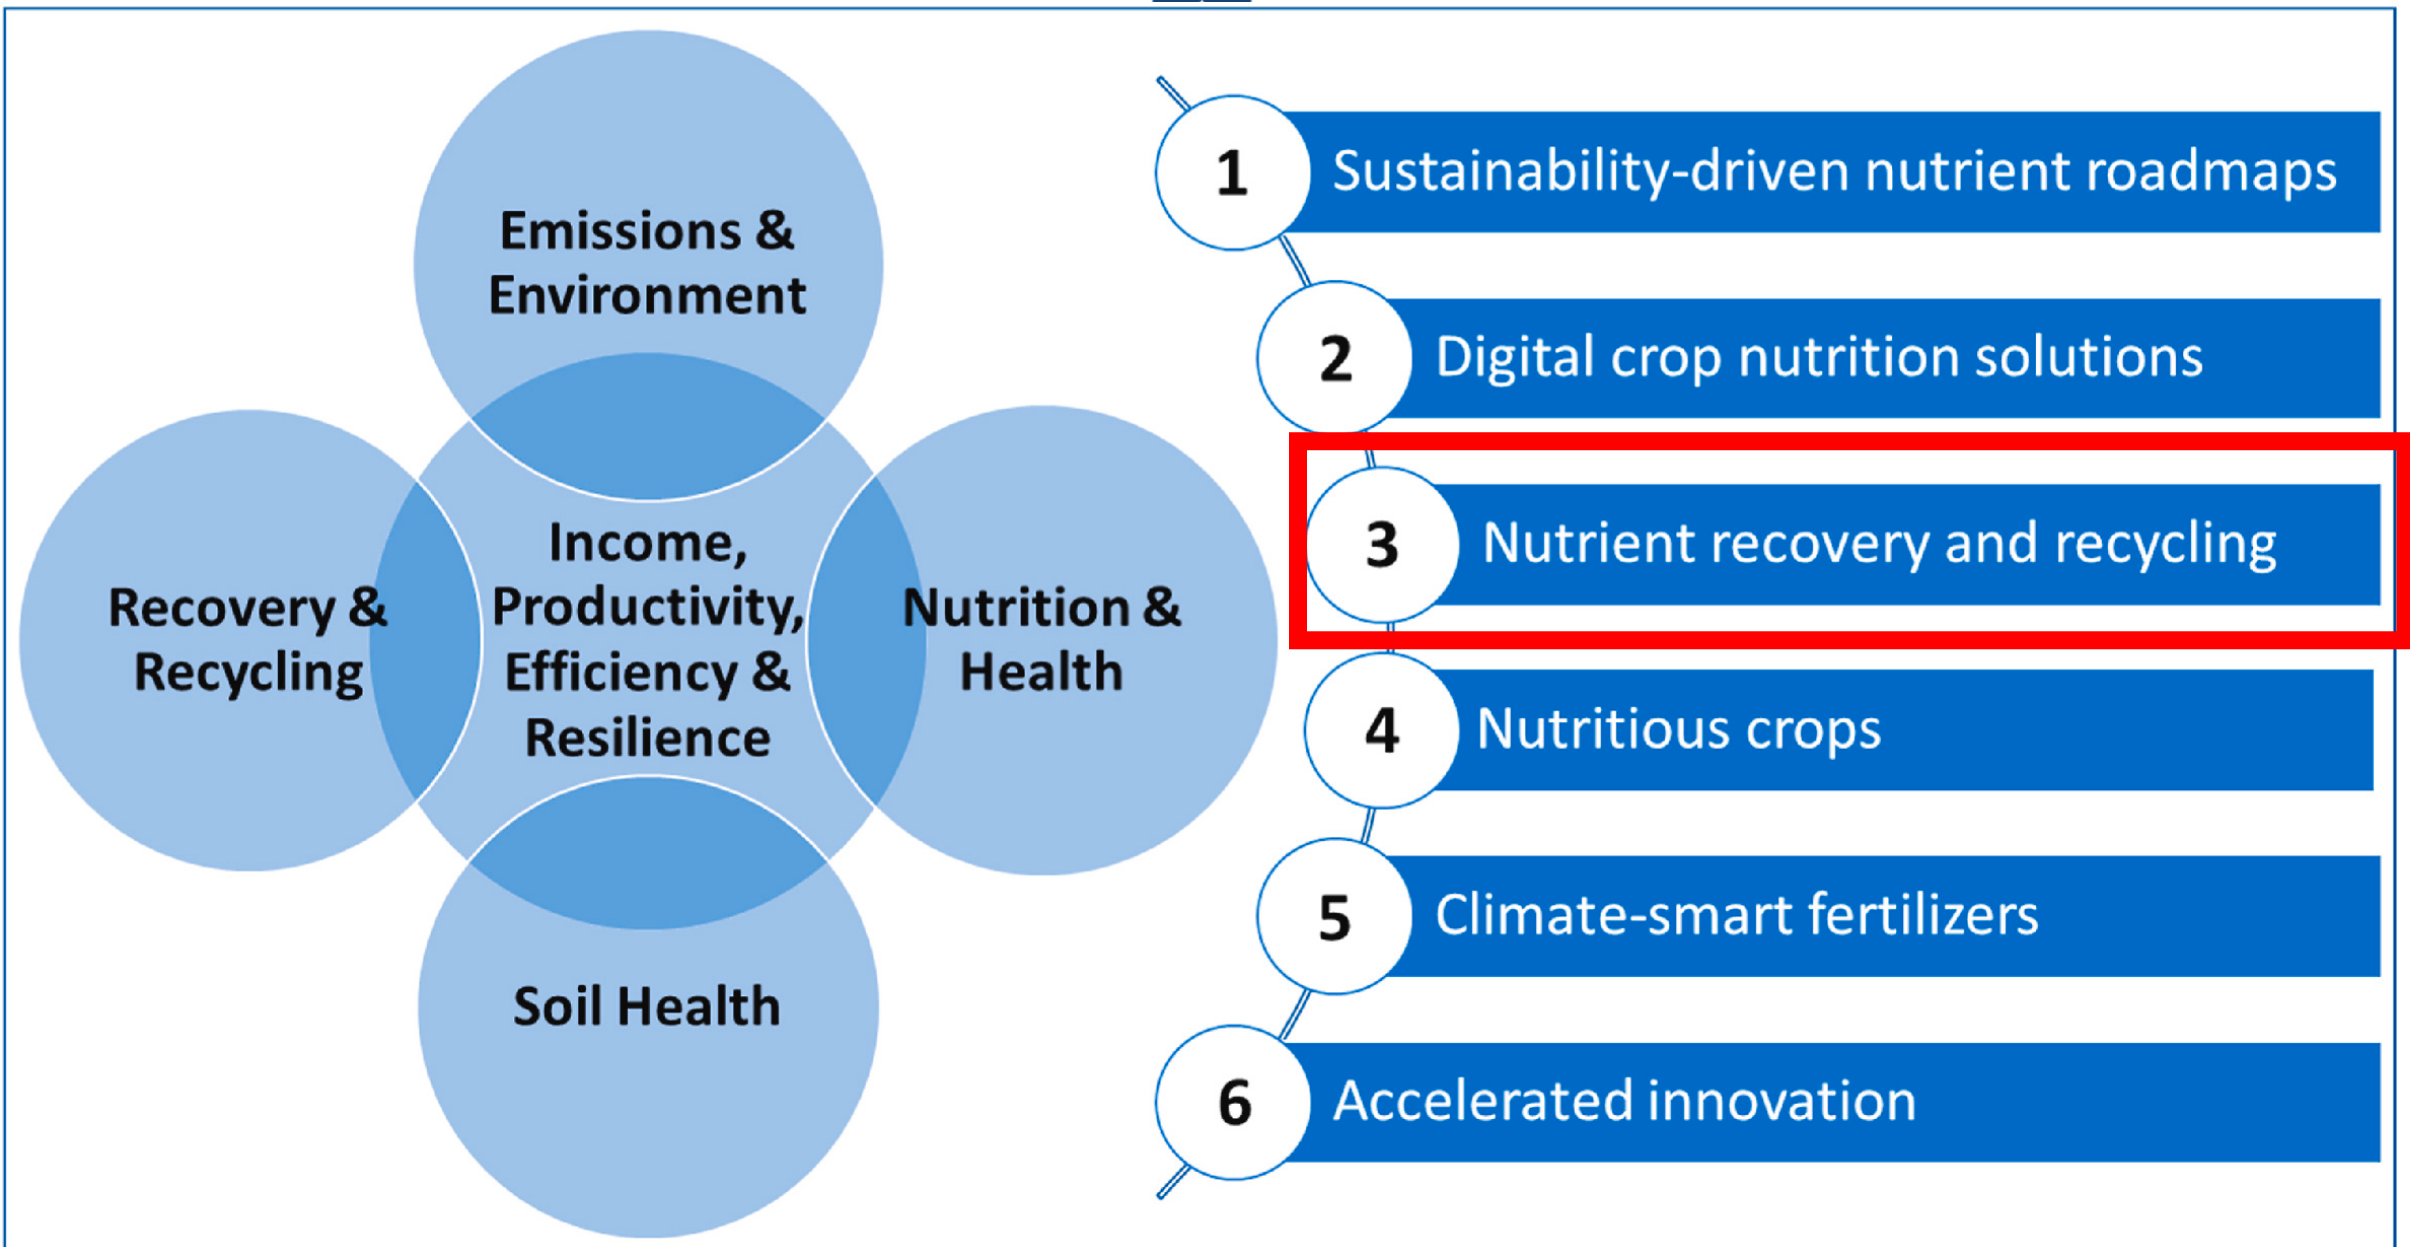 Emissions &
Environment
Recovery &
Recycling
Income,
Productivity,
Efficiency &
Resilience
Nutrition &
Health
Soil Health
1 Sustainability-driven nutrient roadmaps
2 Digital crop nutrition solutions
3 Nutrient recovery and recycling
4 Nutritious crops
5 Climate-smart fertilizers
6 Accelerated innovation